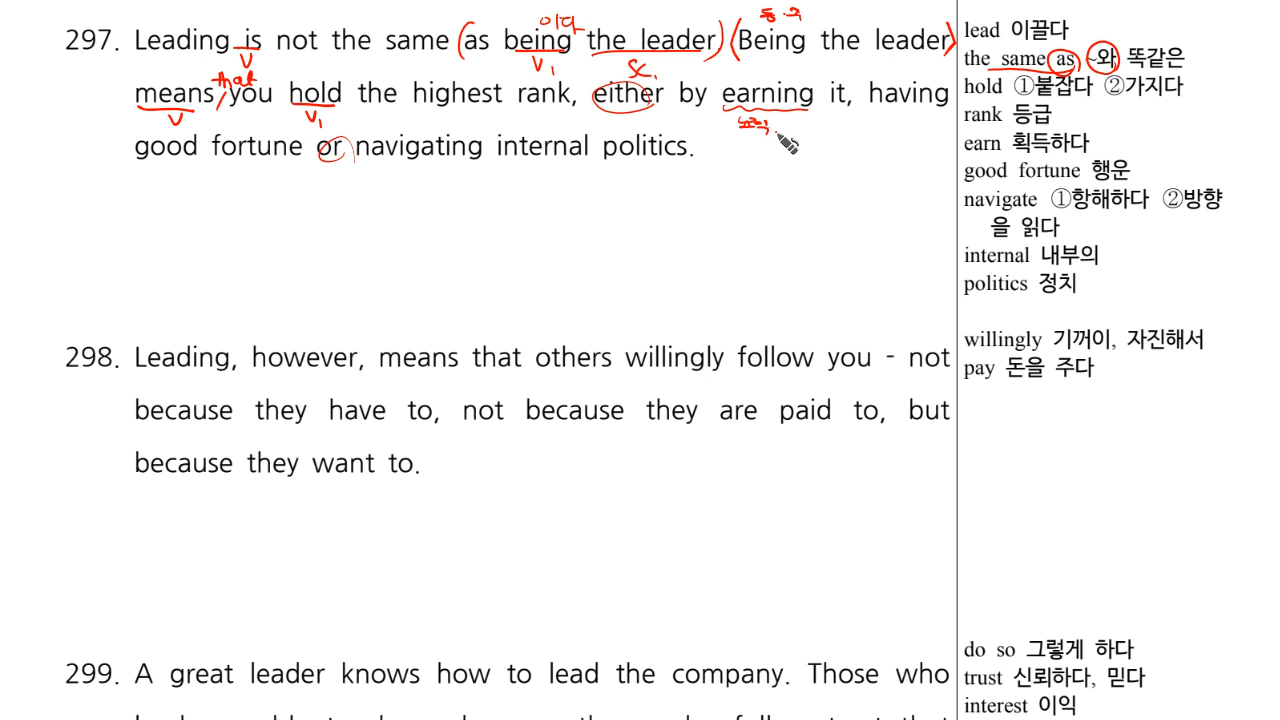 297. Leading is not the same as being the leader. Being the leader
means you hold the highest rank, either by earning it, having
good fortune or navigating internal politics.
이다
V
V₁
SC₁
that
V
V₁
lead 이끌다
the same as ~와 똑같은
hold ①붙잡다 ②가지다
rank 등급
earn 획득하다
good fortune 행운
navigate ①항해하다 ②방향
을 읽다
internal 내부의
politics 정치
298. Leading, however, means that others willingly follow you - not
because they have to, not because they are paid to, but
because they want to.
willingly 기꺼이, 자진해서
pay 돈을 주다
299. A great leader knows how to lead the company. Those who
do so 그렇게 하다
trust 신뢰하다, 믿다
interest 이익